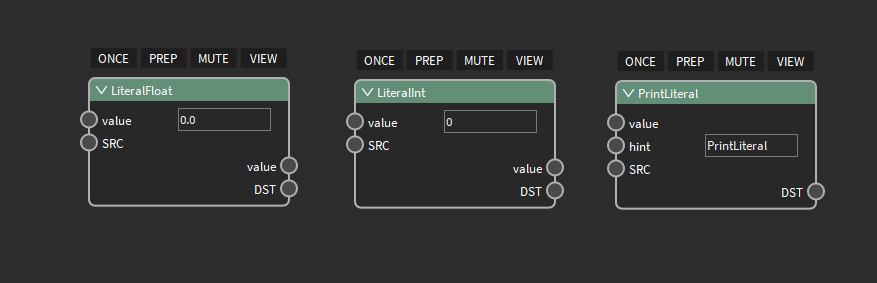 ONCE PREP MUTE VIEW
LiteralFloat
value 0.0
SRC
value
DST
ONCE PREP MUTE VIEW
LiteralInt
value 0
SRC
value
DST
ONCE PREP MUTE VIEW
PrintLiteral
value
hint PrintLiteral
SRC
DST